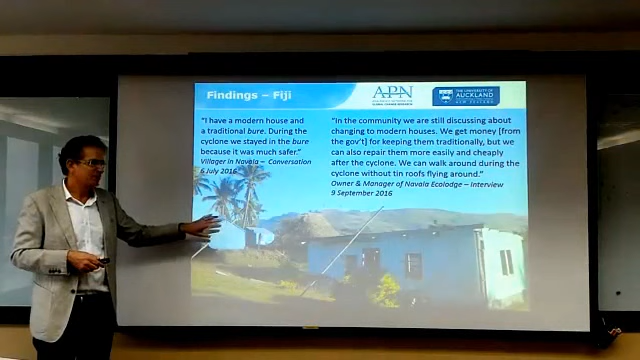 Findings – Fiji
APN
THE UNIVERSITY OF
AUCKLAND
NEW ZEALAND
"I have a modern house and
a traditional bure. During the
cyclone we stayed in the bure
because it was much safer."
Villager in Navala – Conversation
6 July 2016
"In the community we are still discussing about
changing to modern houses. We get money [from
the gov't] for keeping them traditionally, but we
can also repair them more easily and cheaply
after the cyclone. We can walk around during the
cyclone without tin roofs flying around."
Owner & Manager of Navala Ecolodge – Interview
9 September 2016